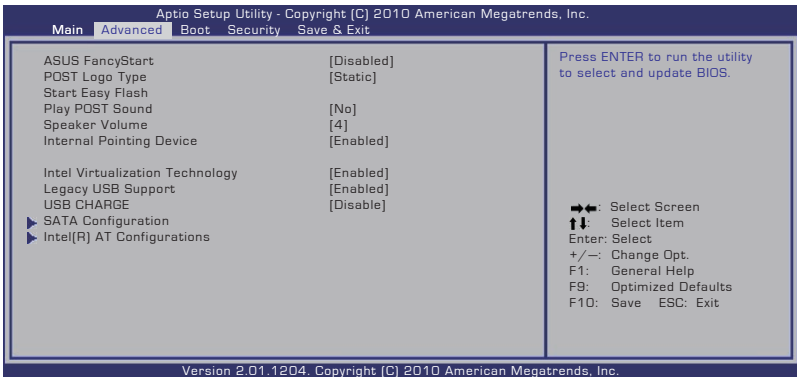 Aptio Setup Utility - Copyright (C) 2010 American Megatrends, Inc.
Main Advanced Boot Security Save & Exit
ASUS FancyStart [Disabled]
POST Logo Type [Static]
Start Easy Flash
Play POST Sound [No]
Speaker Volume [4]
Internal Pointing Device [Enabled]
Intel Virtualization Technology [Enabled]
Legacy USB Support [Enabled]
USB CHARGE [Disable]
SATA Configuration
Intel(R) AT Configurations
Press ENTER to run the utility
to select and update BIOS.
→←: Select Screen
↑↓: Select Item
Enter: Select
+/—: Change Opt.
F1: General Help
F9: Optimized Defaults
F10: Save ESC: Exit
Version 2.01.1204. Copyright (C) 2010 American Megatrends, Inc.